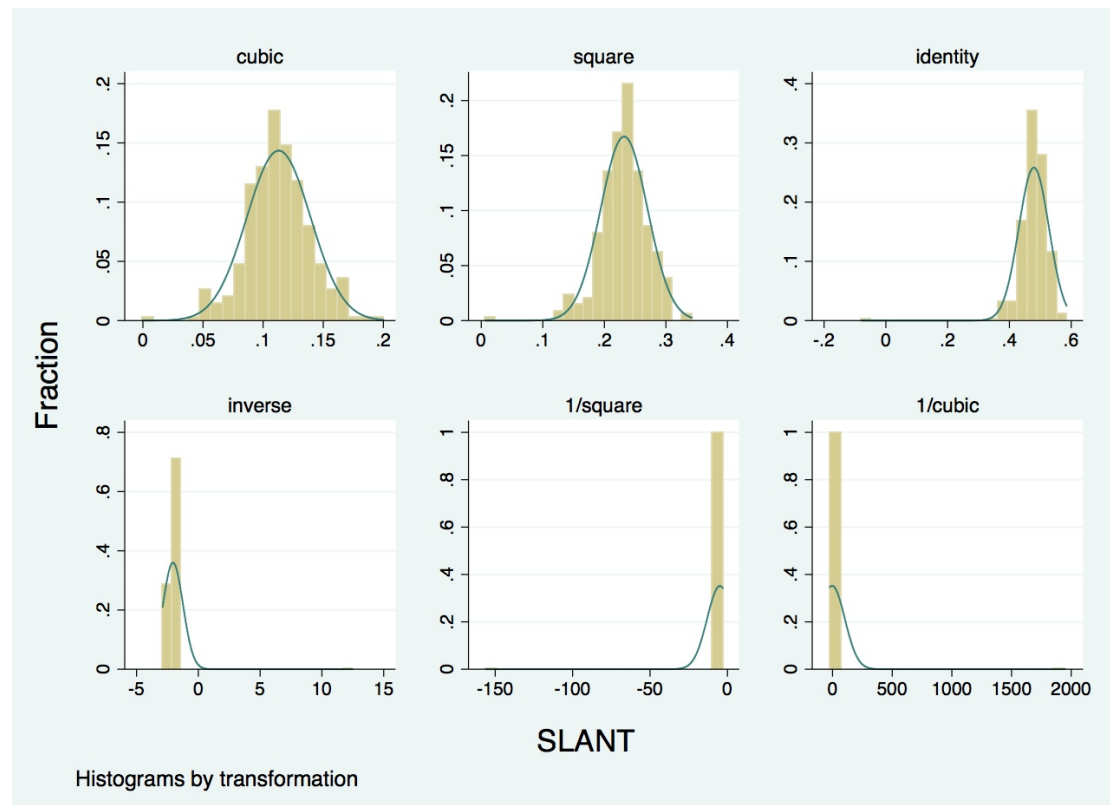 cubic
square
identity
0 .05 .1 .15 .2
0 .05 .1 .15 .2
0 .05 .1 .15 .2
0 .1 .2 .3 .4
0 .1 .2 .3 .4
-.2 0 .2 .4 .6
Fraction
inverse
1/square
1/cubic
0 .2 .4 .6 .8
-5 0 5 10 15
0 .2 .4 .6 .8 1
-150 -100 -50 0
0 .2 .4 .6 .8 1
0 500 1000 1500 2000
SLANT
Histograms by transformation